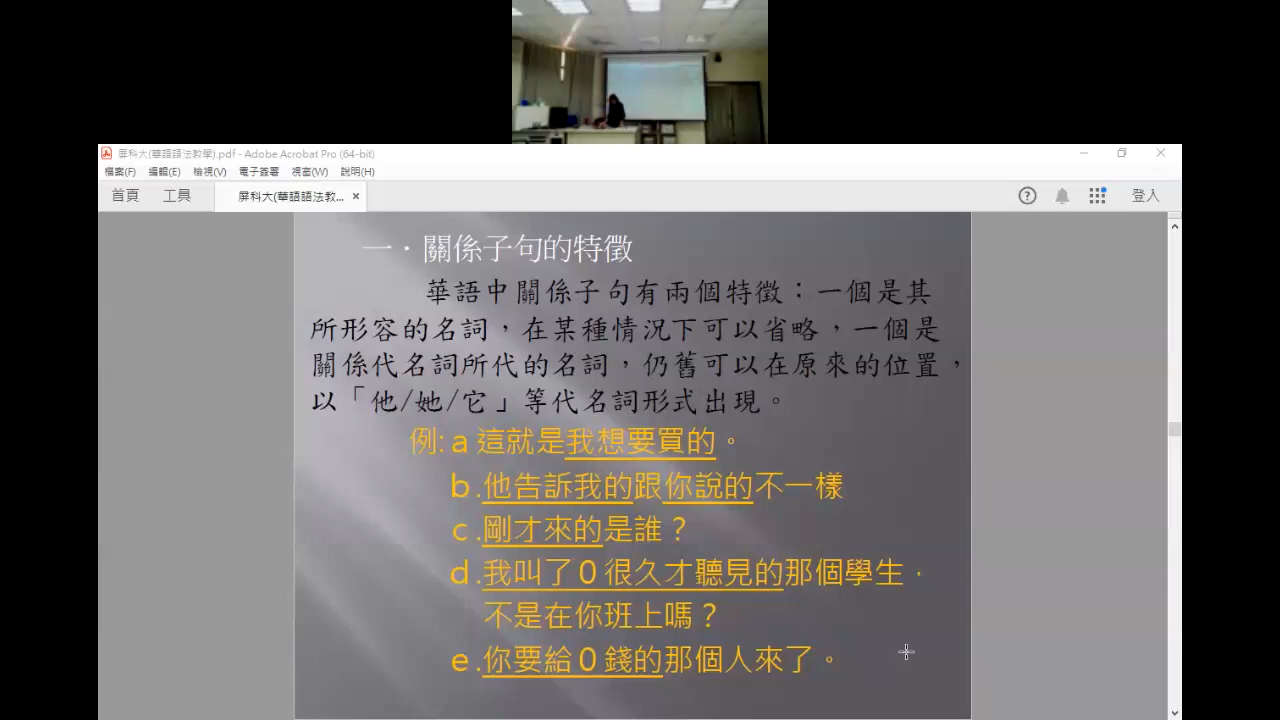 屏科大(華語語法教學).pdf - Adobe Acrobat Pro (64-bit)
檔案(F) 編輯(E) 檢視(V) 電子簽署 視窗(W) 說明(H)
首頁 工具 屏科大(華語語法教... × 登入
一．關係子句的特徵
華語中關係子句有兩個特徵：一個是其
所形容的名詞，在某種情況下可以省略，一個是
關係代名詞所代的名詞，仍舊可以在原來的位置，
以「他/她/它」等代名詞形式出現。
例: a 這就是我想要買的。
b .他告訴我的跟你說的不一樣
c .剛才來的是誰？
d .我叫了０很久才聽見的那個學生，
不是在你班上嗎？
e .你要給０錢的那個人來了。